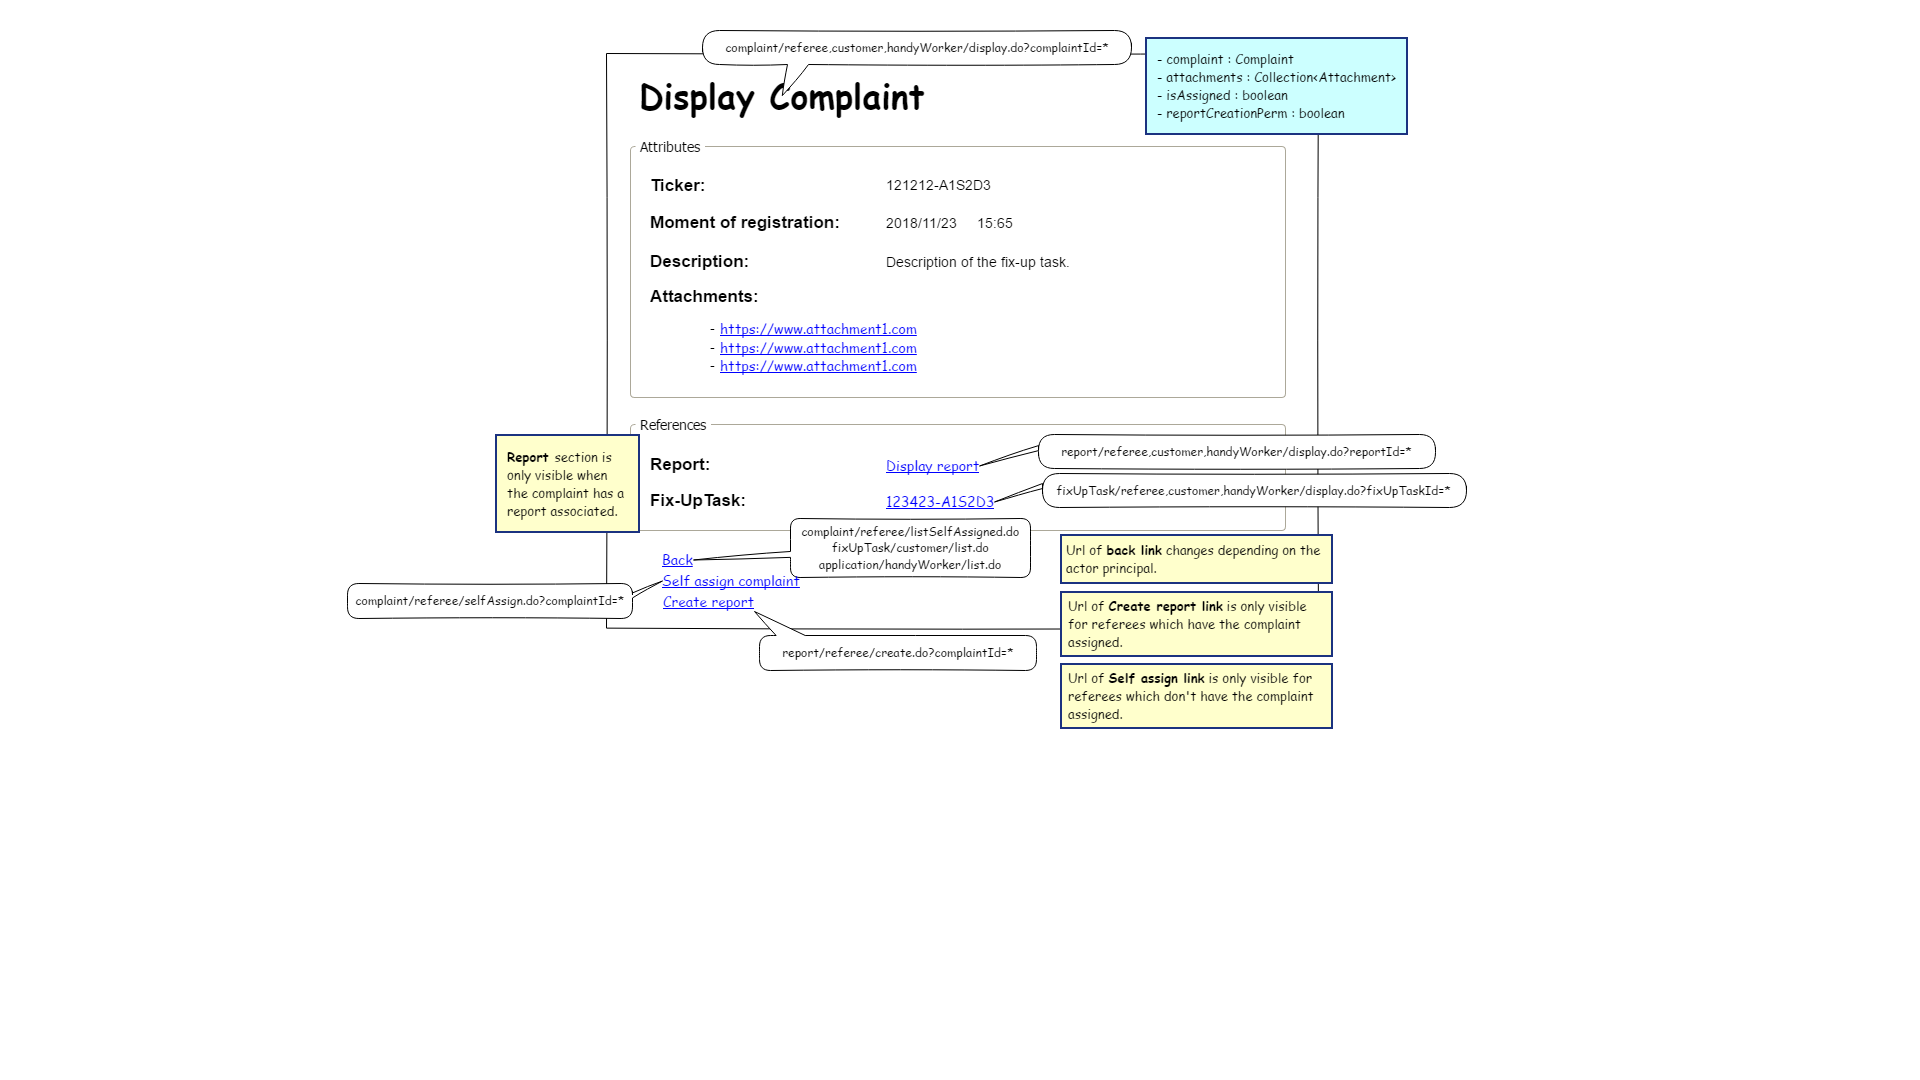 complaint/referee,customer,handyWorker/display.do?complaintId=*
- complaint : Complaint
- attachments : Collection<Attachment>
- isAssigned : boolean
- reportCreationPerm : boolean
Display Complaint
Attributes
Ticker: 121212-A1S2D3
Moment of registration: 2018/11/23 15:65
Description: Description of the fix-up task.
Attachments:
- https://www.attachment1.com
- https://www.attachment1.com
- https://www.attachment1.com
References
Report section is
only visible when
the complaint has a
report associated.
Report: Display report
report/referee,customer,handyWorker/display.do?reportId=*
Fix-UpTask: 123423-A1S2D3
fixUpTask/referee,customer,handyWorker/display.do?fixUpTaskId=*
complaint/referee/listSelfAssigned.do
fixUpTask/customer/list.do
application/handyWorker/list.do
Back
Self assign complaint
Create report
complaint/referee/selfAssign.do?complaintId=*
report/referee/create.do?complaintId=*
Url of back link changes depending on the
actor principal.
Url of Create report link is only visible
for referees which have the complaint
assigned.
Url of Self assign link is only visible for
referees which don't have the complaint
assigned.